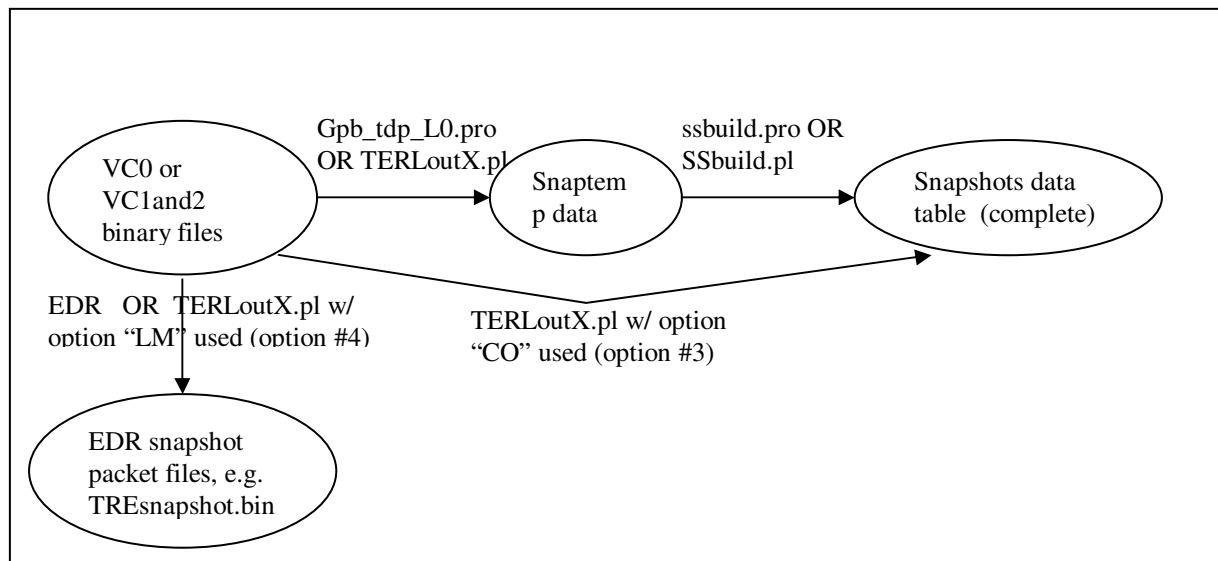 Gpb_tdp_L0.pro
OR TERLoutX.pl
ssbuild.pro OR
SSbuild.pl
VC0 or
VC1and2
binary files
Snaptem
p data
Snapshots data
table (complete)
EDR OR TERLoutX.pl w/
option “LM” used (option #4)
TERLoutX.pl w/ option
“CO” used (option #3)
EDR snapshot
packet files, e.g.
TREsnapshot.bin